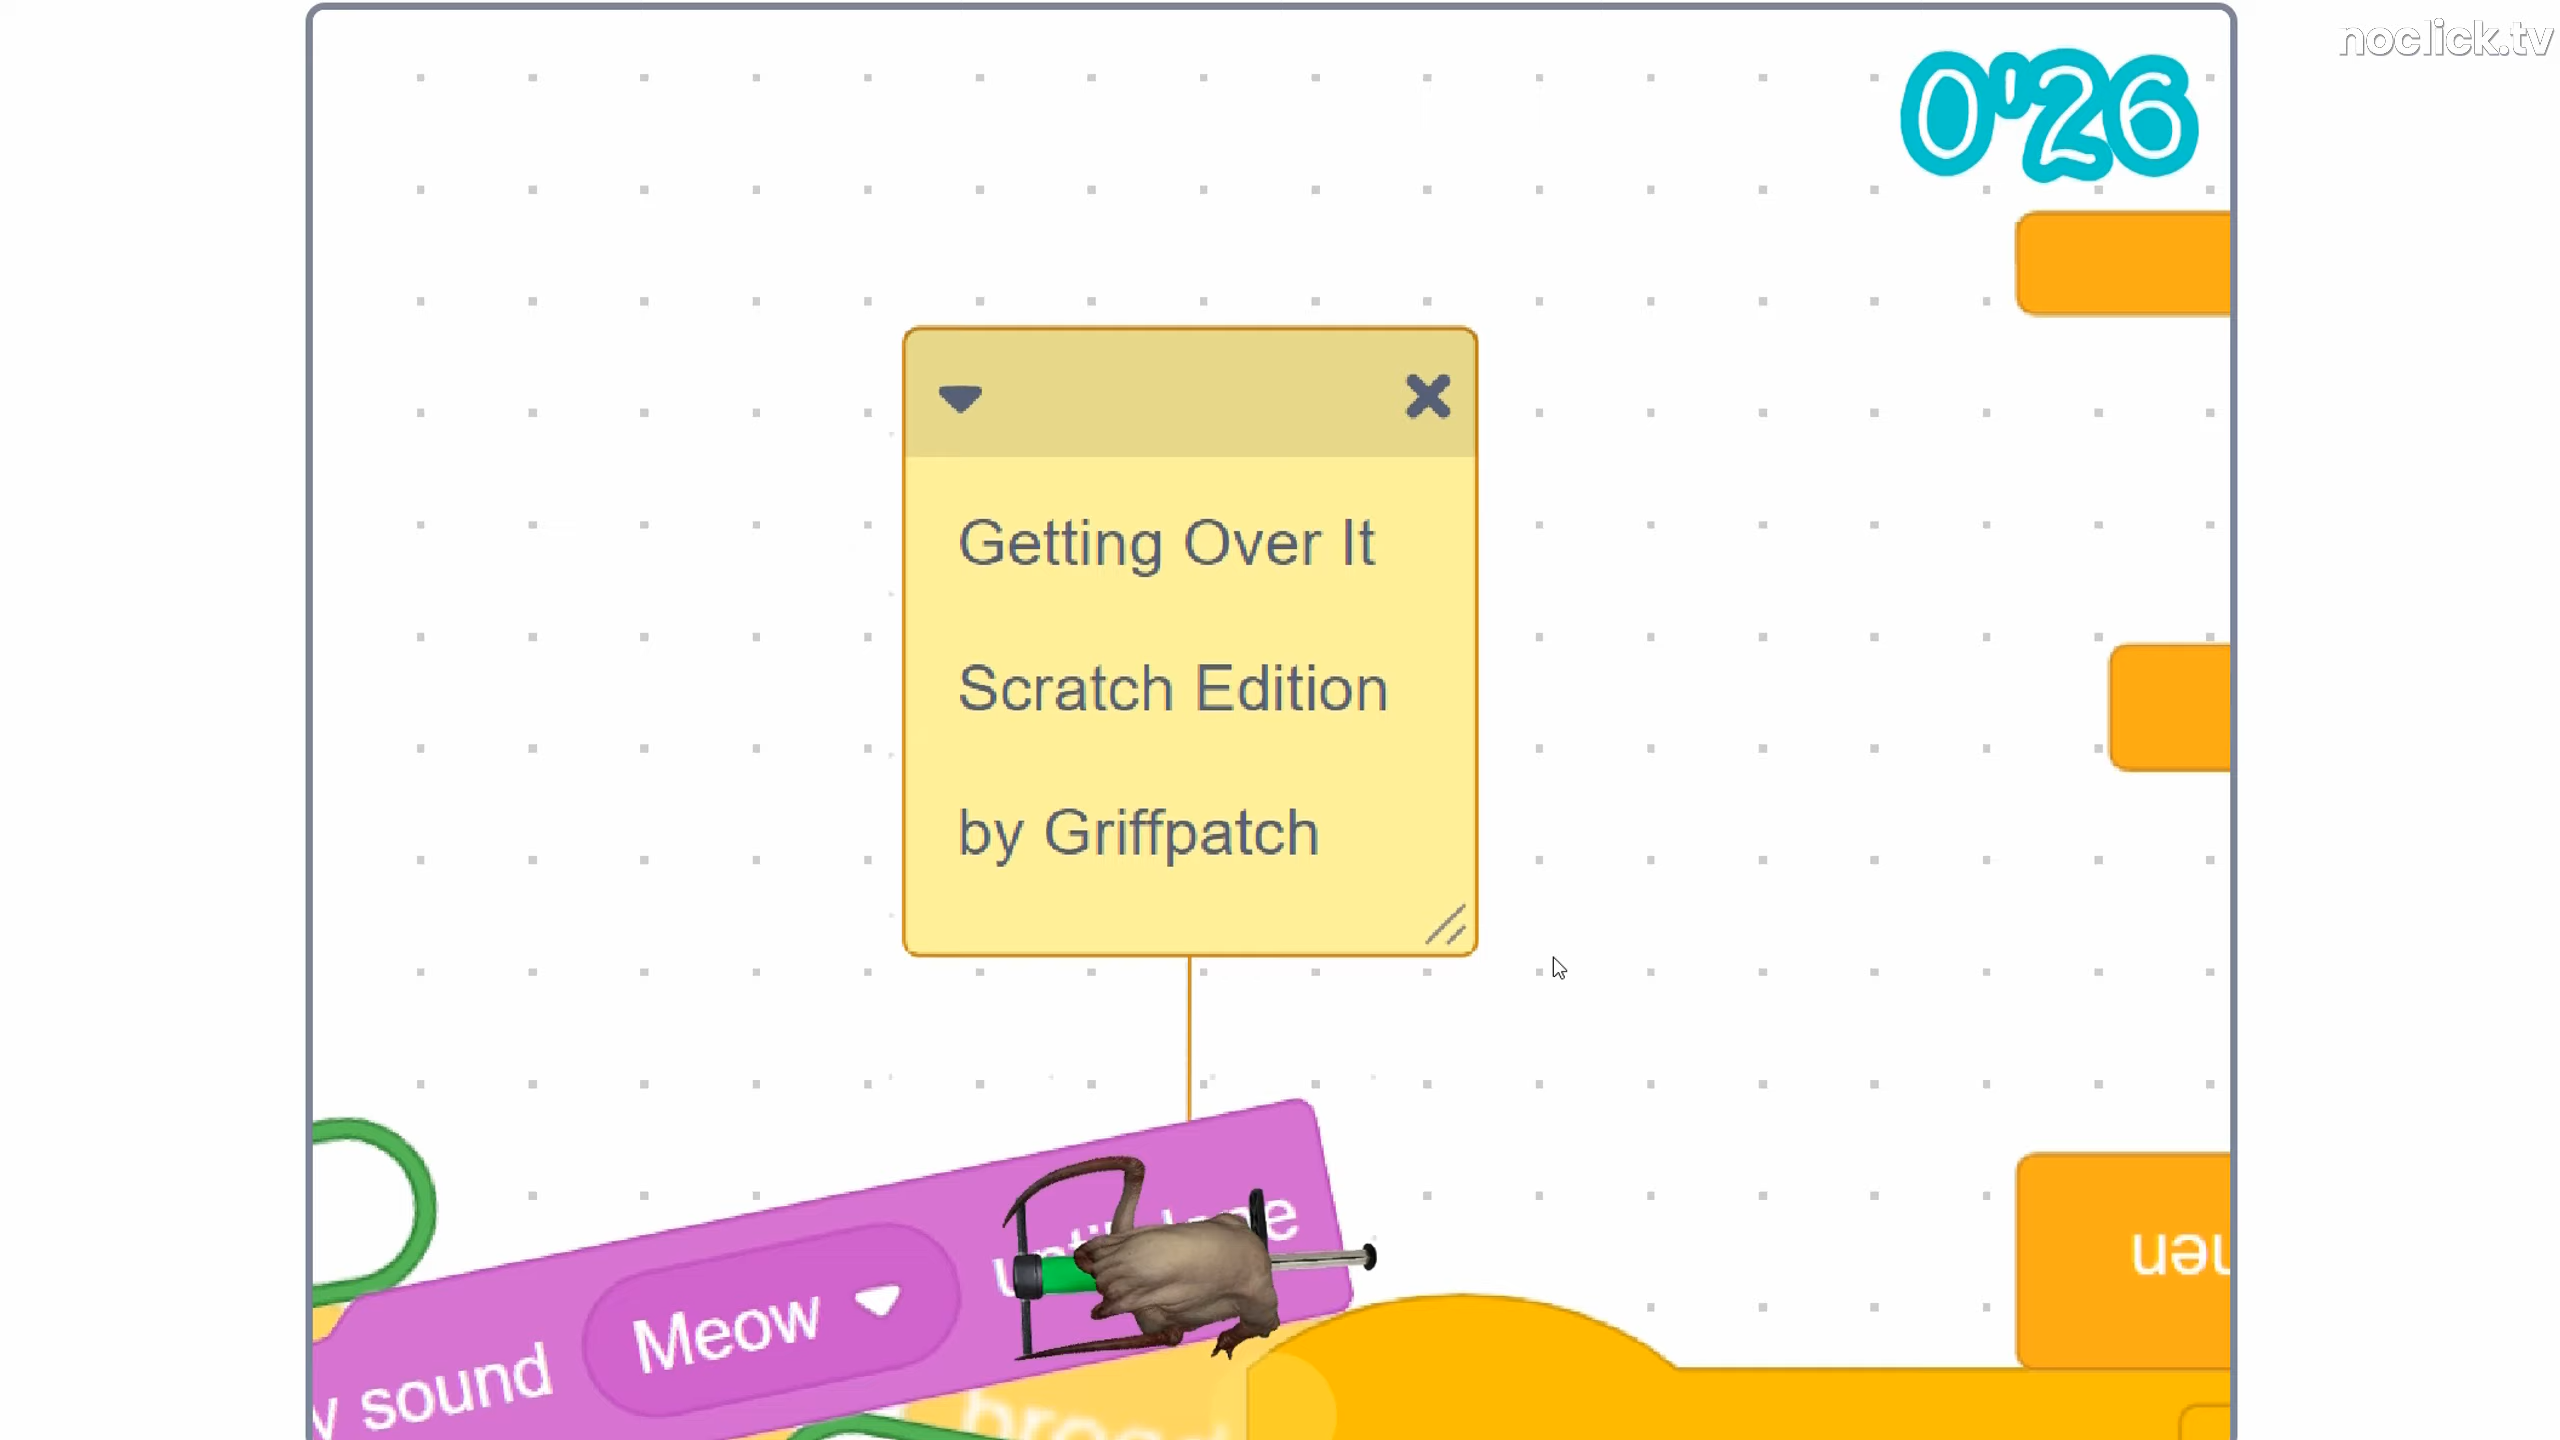 noclick.tv
0'26
Getting Over It
Scratch Edition
by Griffpatch
sound
Meow